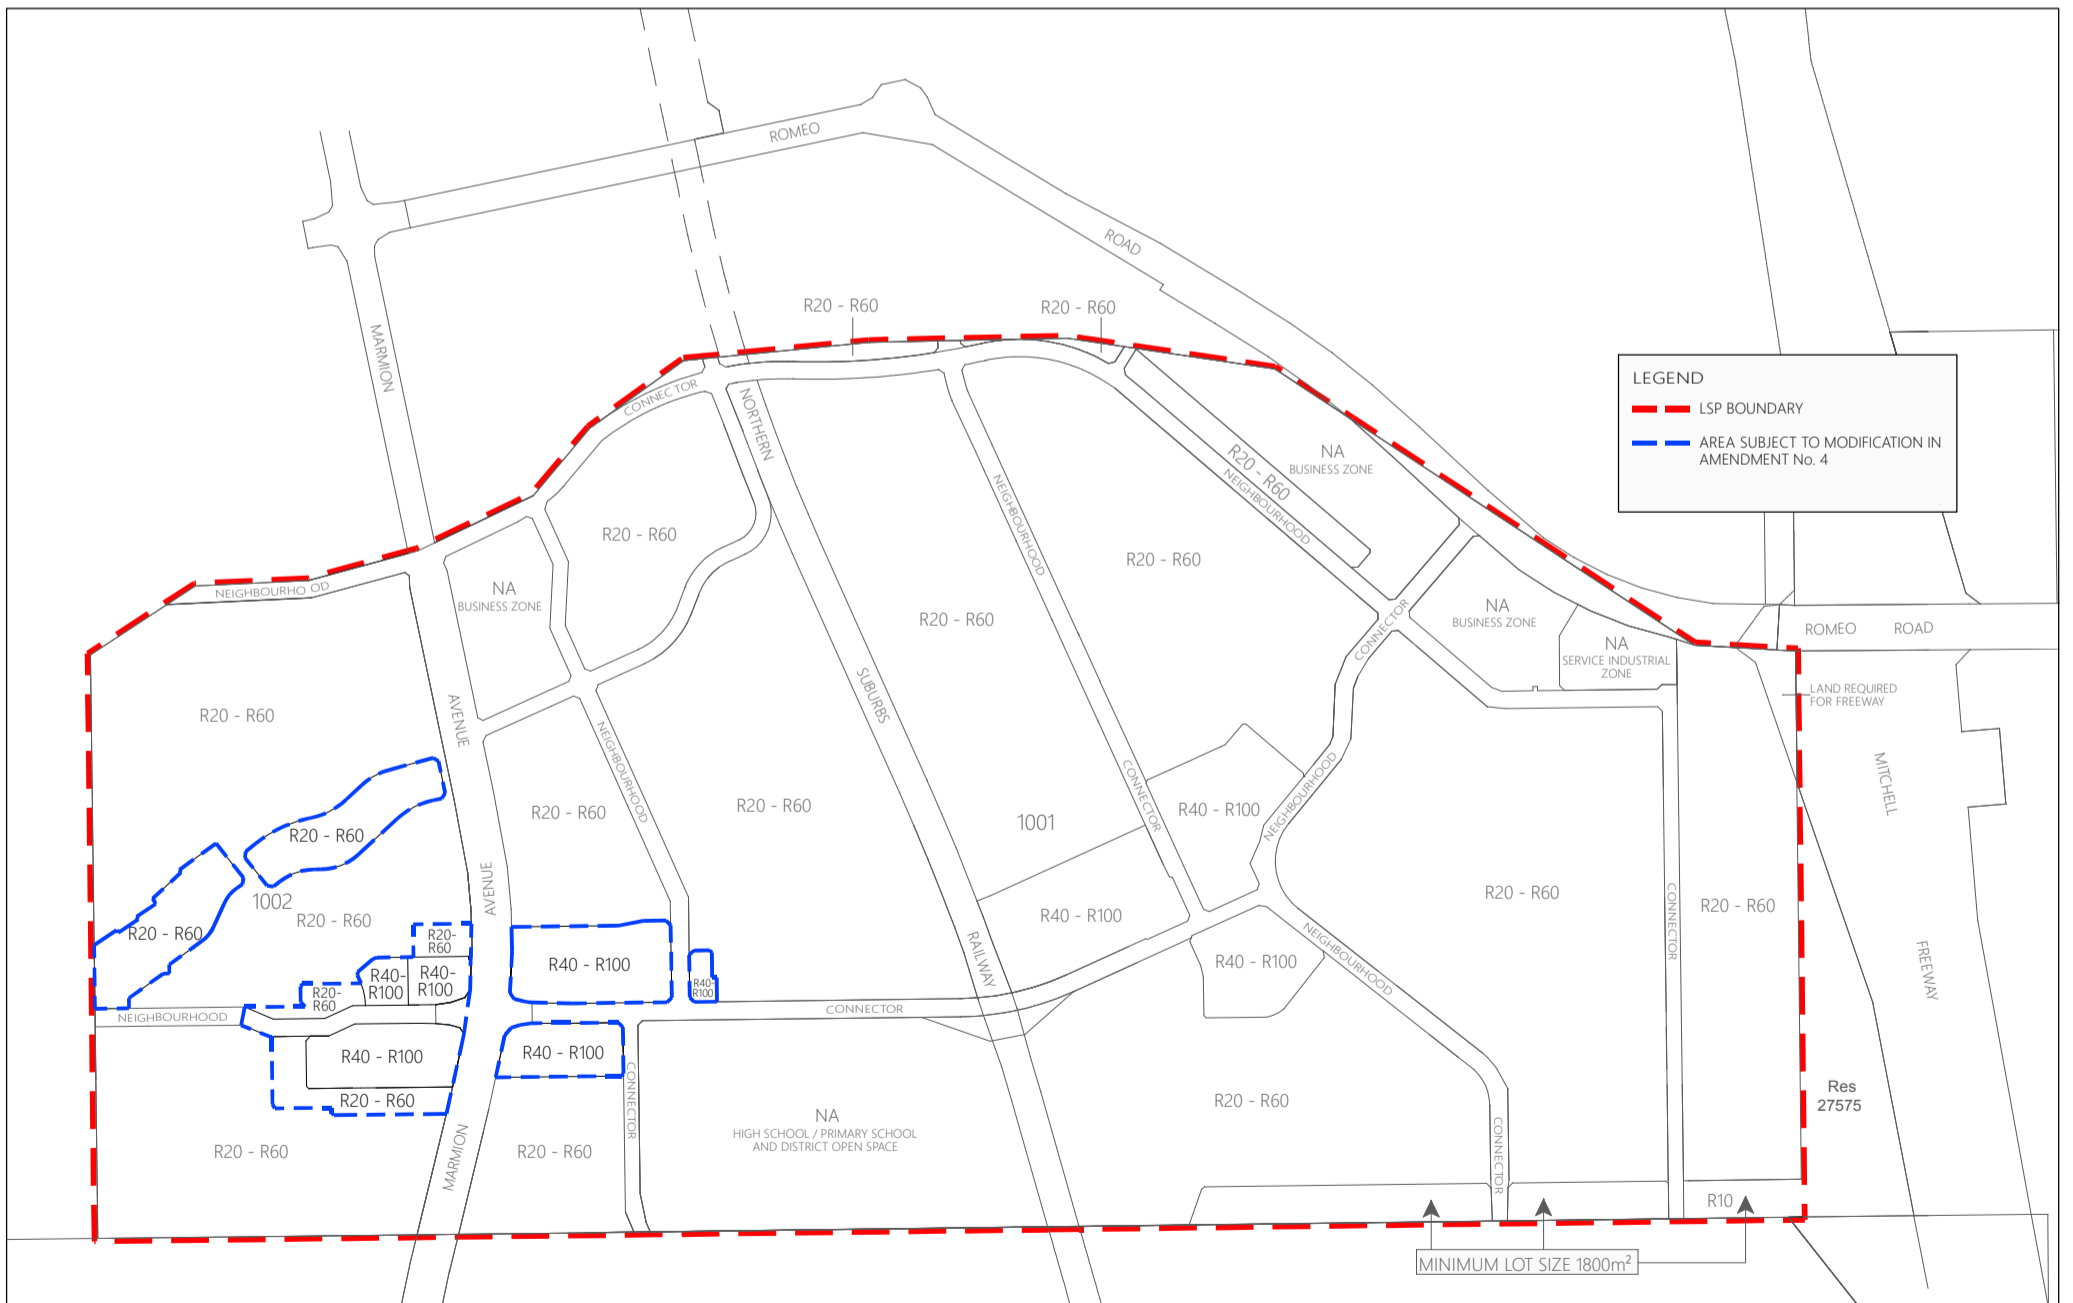 ROMEO
ROAD
MARMION
R20 - R60
R20 - R60
LEGEND
LSP BOUNDARY
AREA SUBJECT TO MODIFICATION IN
AMENDMENT No. 4
CONNEC TOR
NORTHERN
R20 - R60
NA
BUSINESS ZONE
NEIGHBOURHOOD
NEIGHBOURHOOD
R20 - R60
R20 - R60
NEIGHBOURHO OD
NA
BUSINESS ZONE
R20 - R60
CONNECTOR
NA
BUSINESS ZONE
NA
SERVICE INDUSTRIAL
ZONE
ROMEO ROAD
LAND REQUIRED
FOR FREEWAY
R20 - R60
AVENUE
SUBURBS
NEIGHBOURHOOD
MITCHELL
R20 - R60
R20 - R60
R20 - R60
1001
CONNECTOR
R40 - R100
NEIGHBOURHOOD
AVENUE
1002
R20 - R60
R20 - R60
R20-
R60
R40 - R100
R20 - R60
R20 - R60
CONNECTOR
R20 - R60
R40-
R100
R40-
R100
R40 - R100
R40-
R100
RAILWAY
R40 - R100
NEIGHBOURHOOD
FREEWAY
R20-
R60
NEIGHBOURHOOD
CONNECTOR
R40 - R100
R40 - R100
R20 - R60
CONNECTOR
R20 - R60
MARMION
R20 - R60
NA
HIGH SCHOOL / PRIMARY SCHOOL
AND DISTRICT OPEN SPACE
R20 - R60
CONNECTOR
Res
27575
R10
MINIMUM LOT SIZE 1800m²